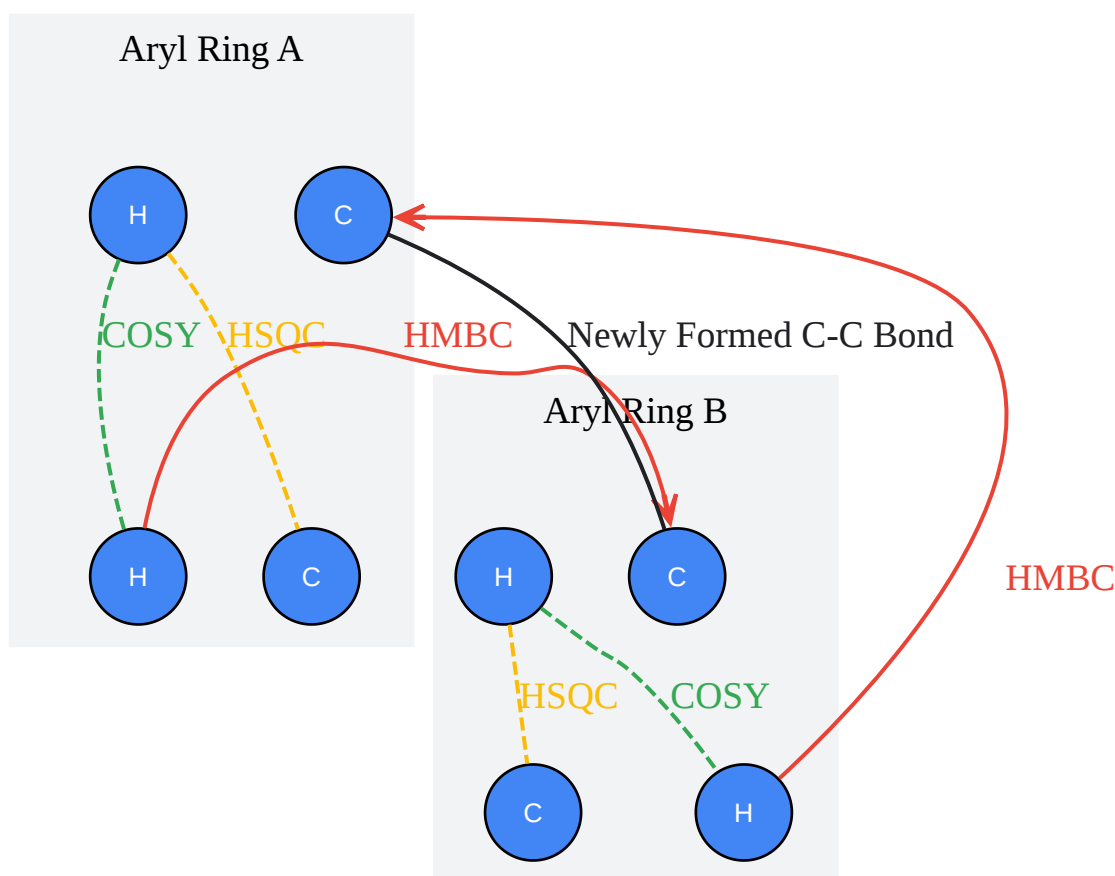 Aryl Ring A
H
C
COSY
HSQC
HMBC
Newly Formed C-C Bond
Aryl Ring B
H
C
H
C
HMBC
HSQC
COSY
C
H